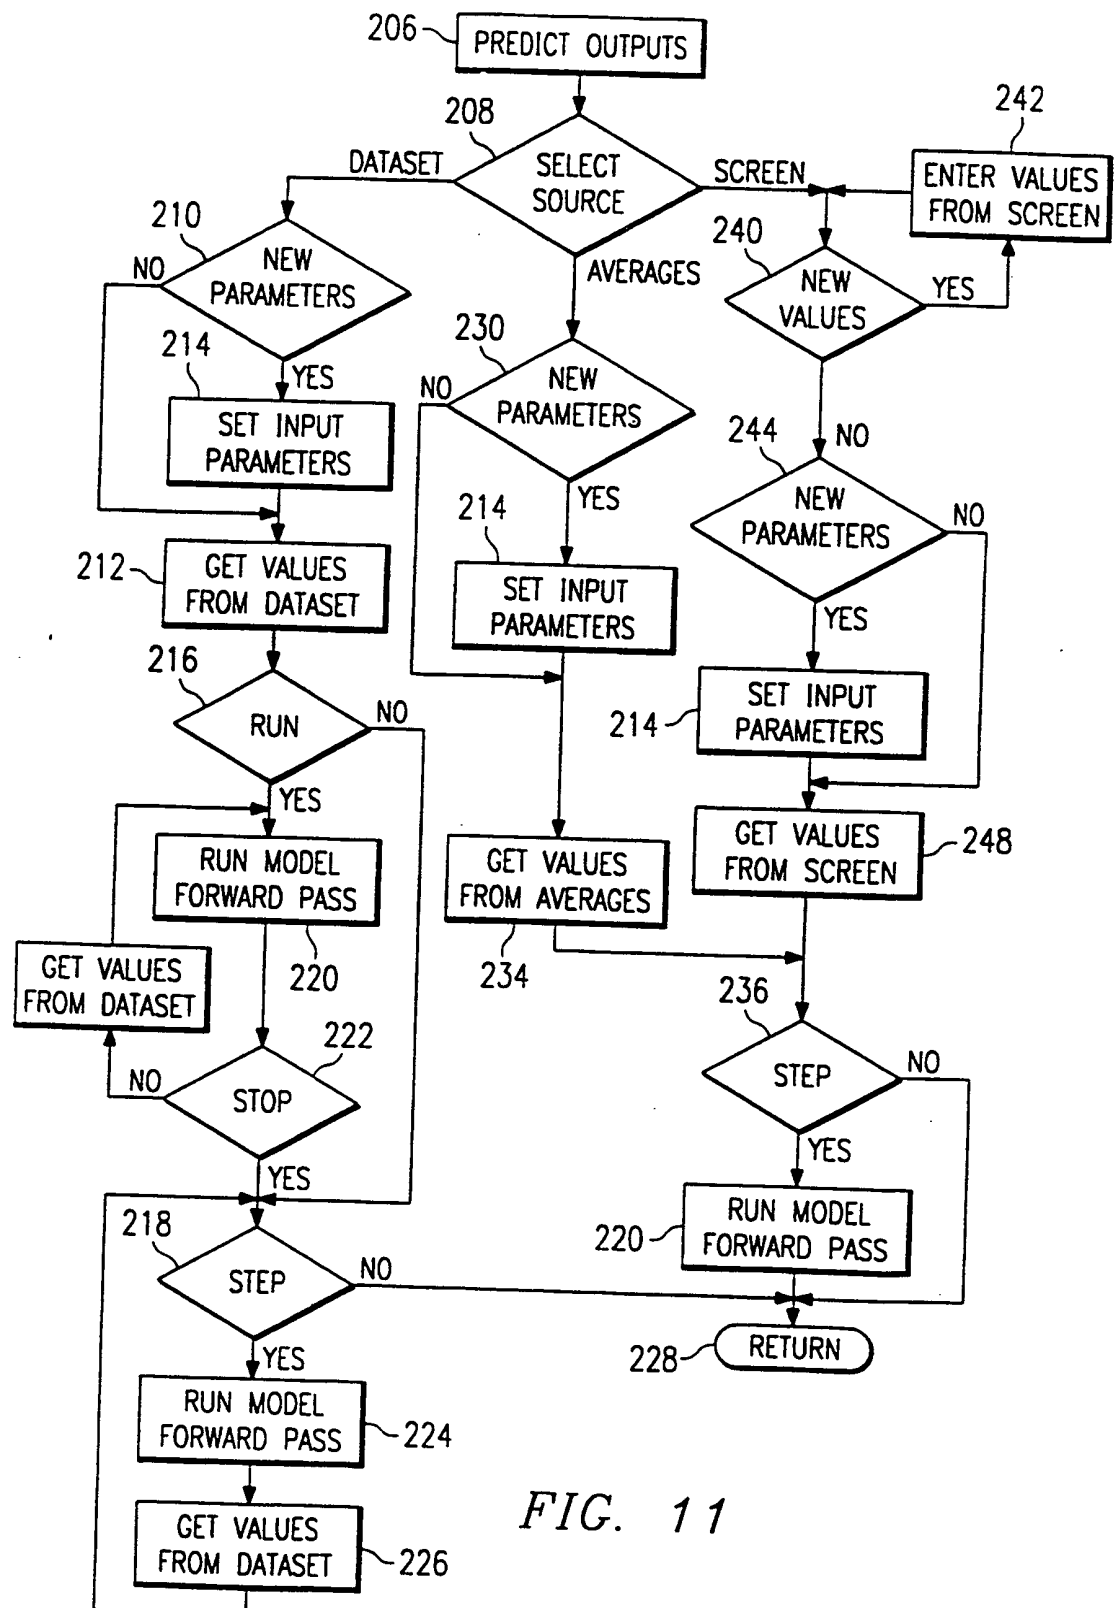 206
PREDICT OUTPUTS
208
SELECT
SOURCE
DATASET
SCREEN
AVERAGES
242
ENTER VALUES
FROM SCREEN
210
NEW
PARAMETERS
NO
YES
240
NEW
VALUES
YES
NO
214
SET INPUT
PARAMETERS
230
NEW
PARAMETERS
NO
YES
244
NEW
PARAMETERS
NO
YES
212
GET VALUES
FROM DATASET
214
SET INPUT
PARAMETERS
216
RUN
NO
YES
214
SET INPUT
PARAMETERS
RUN MODEL
FORWARD PASS
220
GET VALUES
FROM AVERAGES
234
GET VALUES
FROM SCREEN
248
GET VALUES
FROM DATASET
222
STOP
NO
YES
236
STEP
NO
YES
218
STEP
NO
YES
220
RUN MODEL
FORWARD PASS
228
RETURN
RUN MODEL
FORWARD PASS
224
GET VALUES
FROM DATASET
226
FIG. 11